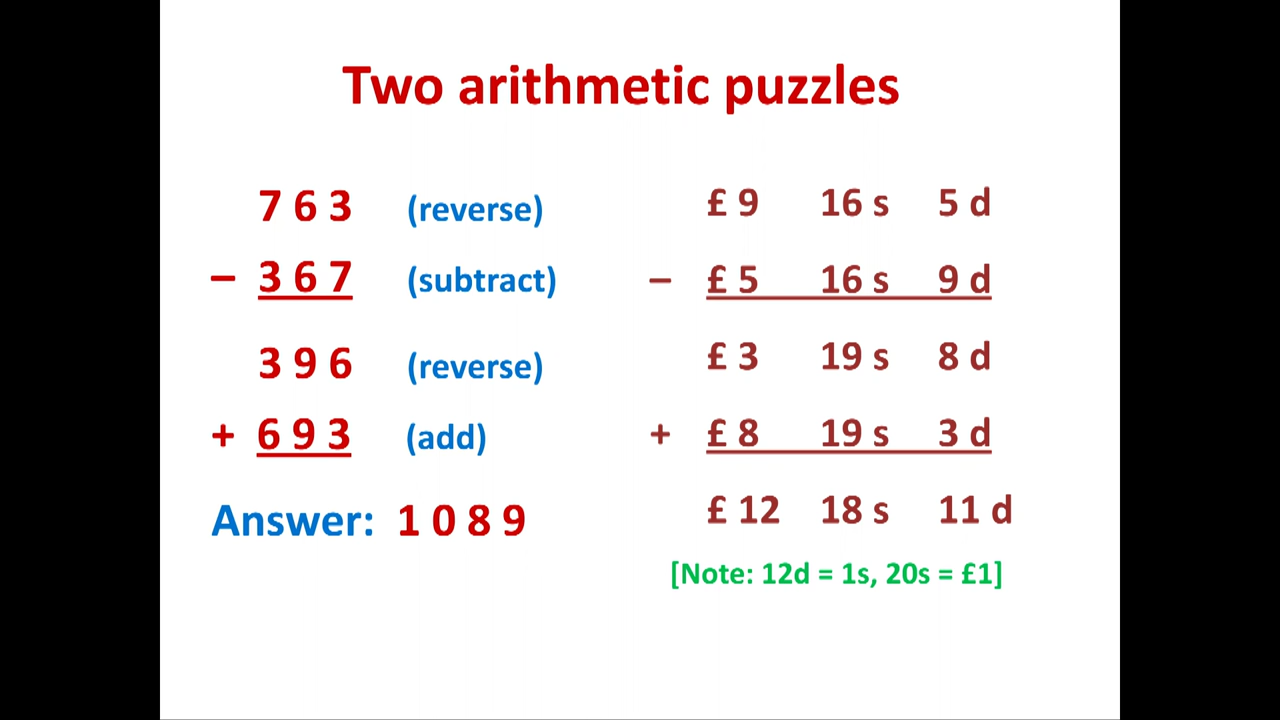 Two arithmetic puzzles
7 6 3 (reverse)
– 3 6 7 (subtract)
3 9 6 (reverse)
+ 6 9 3 (add)
Answer: 1 0 8 9
£ 9 16 s 5 d
– £ 5 16 s 9 d
£ 3 19 s 8 d
+ £ 8 19 s 3 d
£ 12 18 s 11 d
[Note: 12d = 1s, 20s = £1]